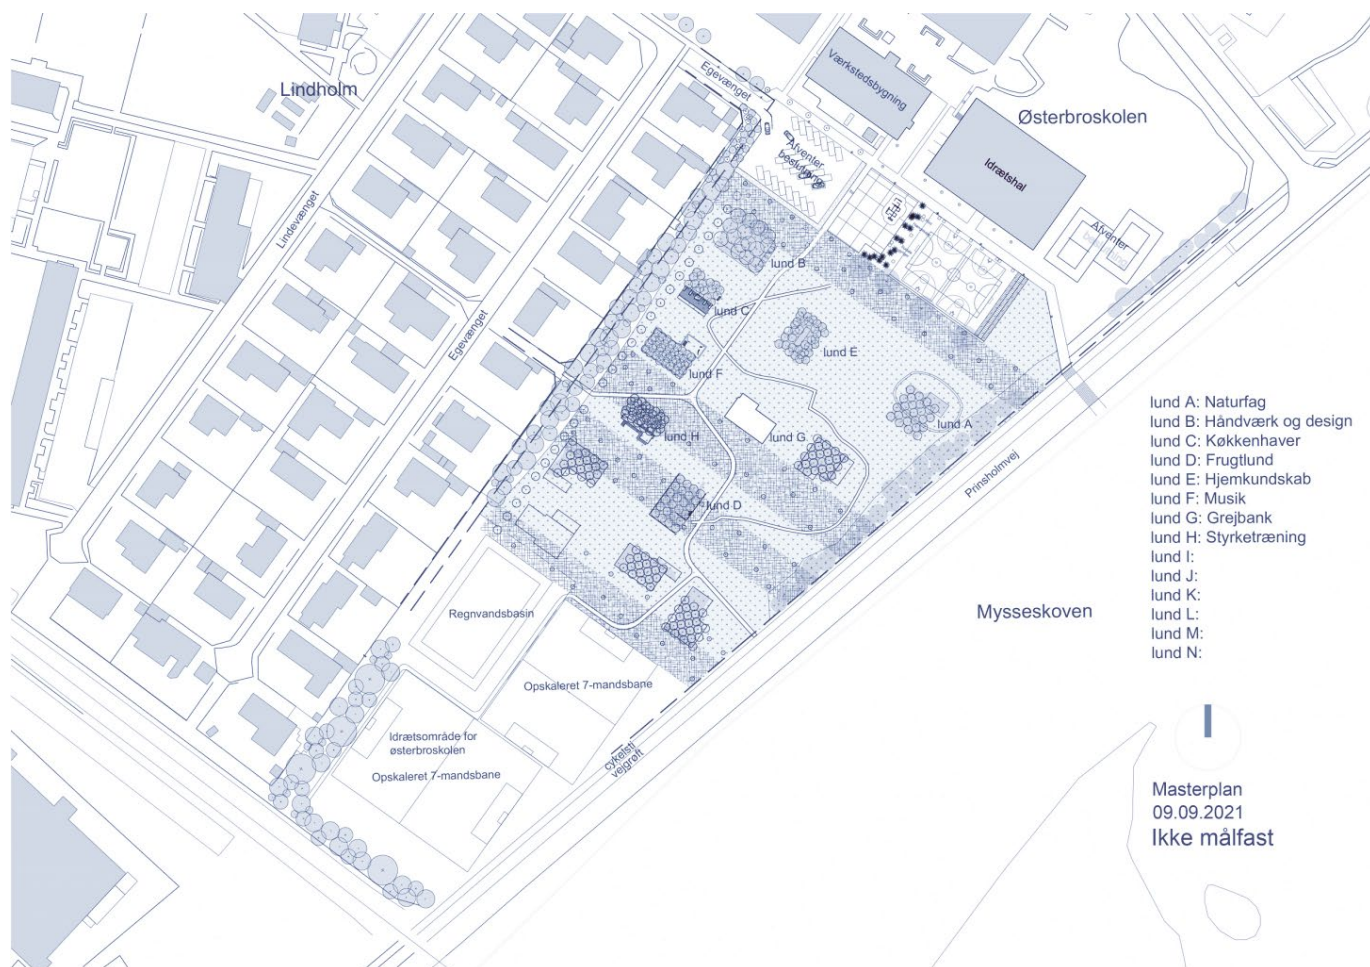 Lindholm
Egevænget
Værkstedsbygning
Østerbroskolen
Idrætshal
Afventer
beskæring
Afventer
Lindevænget
Egevænget
lund B
lund C
lund E
lund F
lund A
lund H
lund G
lund D
Prinsholmvej
lund A: Naturfag
lund B: Håndværk og design
lund C: Køkkenhaver
lund D: Frugtlund
lund E: Hjemkundskab
lund F: Musik
lund G: Grejbank
lund H: Styrketræning
lund I:
lund J:
lund K:
lund L:
lund M:
lund N:
Mysseskoven
Regnvandsbasin
Opskaleret 7-mandsbane
Idrætsområde for
østerbroskolen
Opskaleret 7-mandsbane
cykelsti
vejgrøft
Masterplan
09.09.2021
Ikke målfast